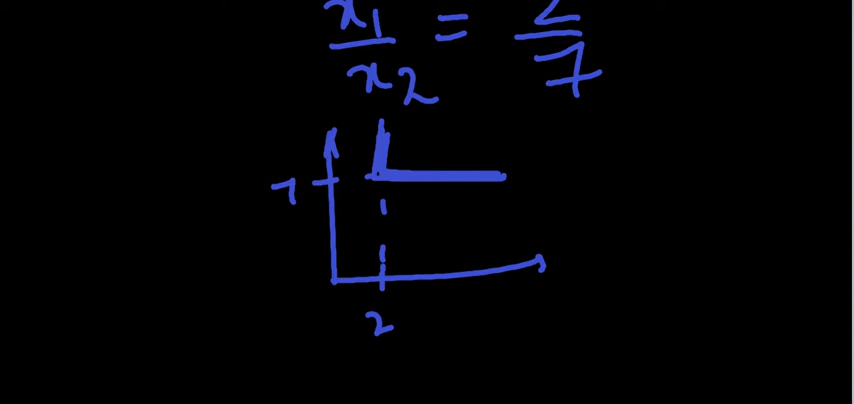 x1/x2 = 2/7
7
2